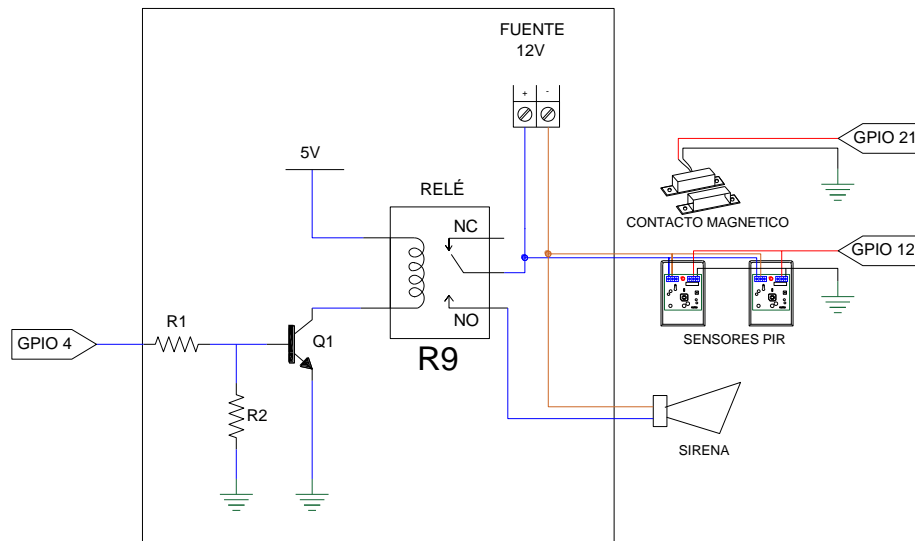 FUENTE
12V
+ -
GPIO 21
5V
RELÉ
CONTACTO MAGNETICO
NC
GPIO 12
NO
R1
GPIO 4
Q1
R9
SENSORES PIR
R2
SIRENA